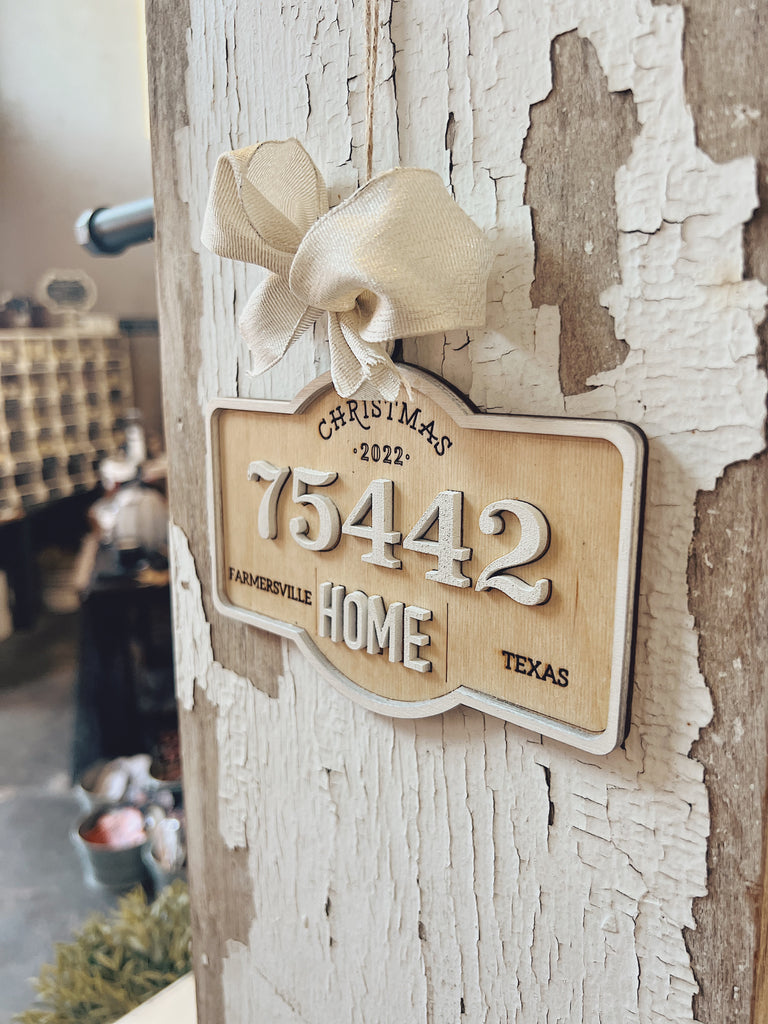 CHRISTMAS
·2022·
75442
FARMERSVILLE
HOME
TEXAS